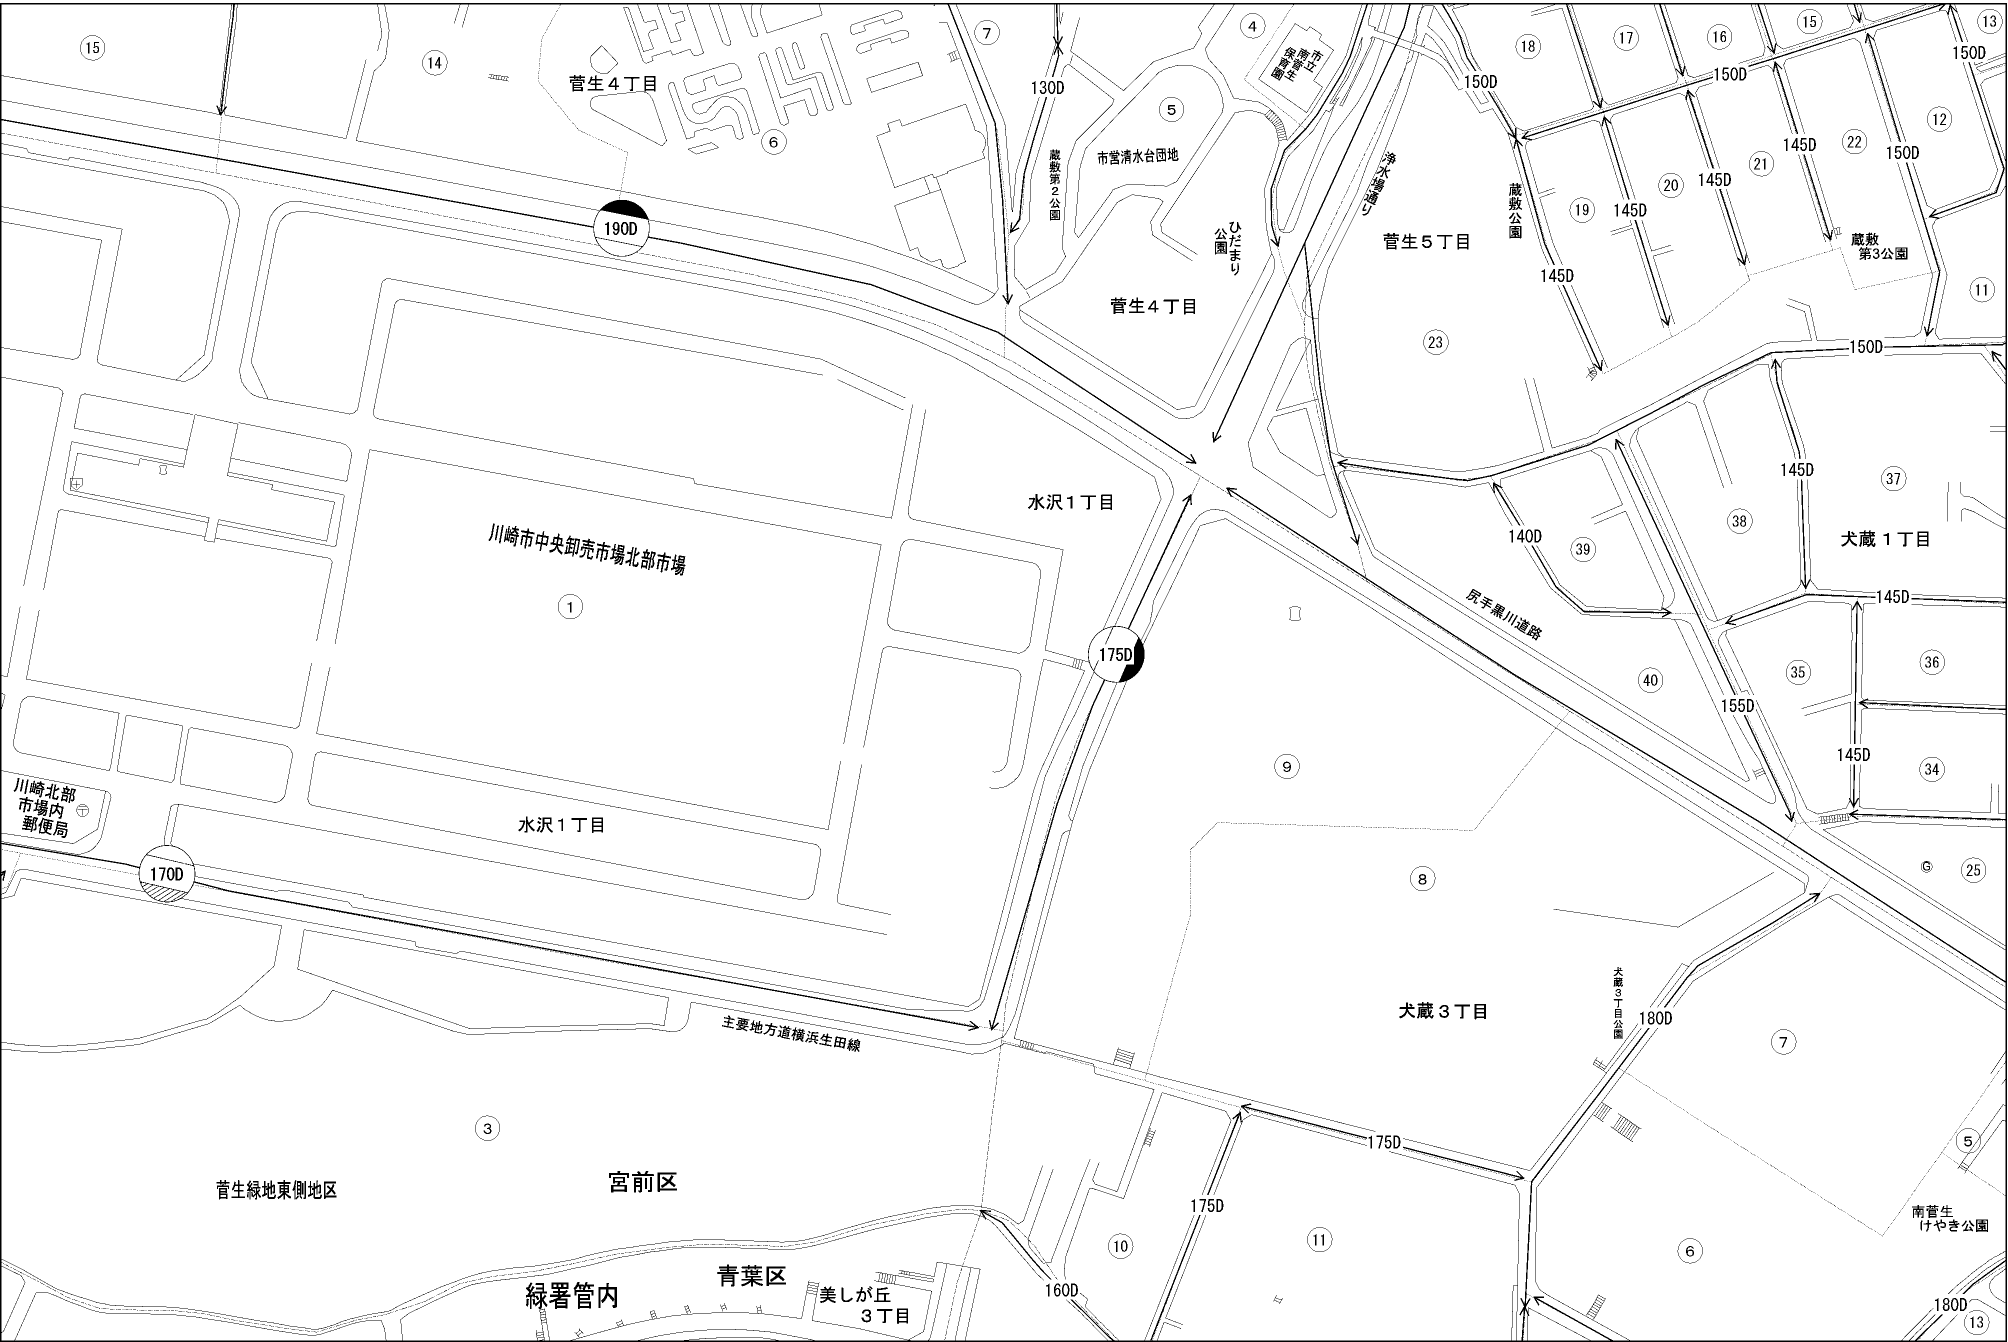 15
14
菅生4丁目
6
7
130D
蔵敷第2公園
5
市営清水台団地
4
市立
南菅生
保育園
浄水場通り
ひだまり
公園
菅生4丁目
190D
150D
18
17
16
15
13
150D
150D
12
22
150D
145D
21
145D
20
145D
19
蔵敷公園
145D
菅生5丁目
蔵敷
第3公園
11
23
150D
川崎市中央卸売市場北部市場
1
水沢1丁目
175D
140D
39
38
145D
37
犬蔵1丁目
145D
尻手黒川道路
40
155D
35
36
145D
34
25
G
川崎北部
市場内
郵便局
170D
水沢1丁目
主要地方道横浜生田線
9
8
犬蔵3丁目
犬蔵3丁目公園
180D
7
5
南菅生
けやき公園
6
180D
13
175D
175D
10
11
160D
3
菅生緑地東側地区
宮前区
青葉区
緑署管内
美しが丘
3丁目